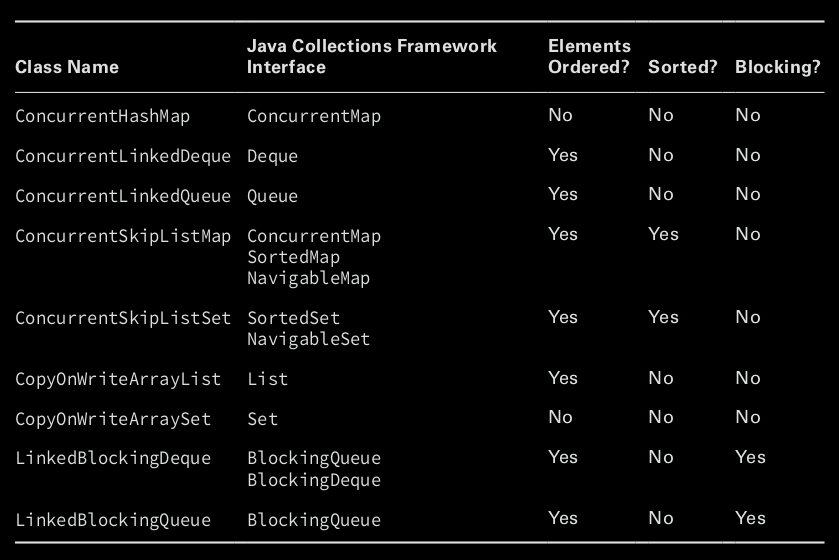 Class Name Java Collections Framework Interface Elements Ordered? Sorted? Blocking?
ConcurrentHashMap ConcurrentMap No No No
ConcurrentLinkedDeque Deque Yes No No
ConcurrentLinkedQueue Queue Yes No No
ConcurrentSkipListMap ConcurrentMap Yes Yes No
SortedMap
NavigableMap
ConcurrentSkipListSet SortedSet Yes Yes No
NavigableSet
CopyOnWriteArrayList List Yes No No
CopyOnWriteArraySet Set No No No
LinkedBlockingDeque BlockingQueue Yes No Yes
BlockingDeque
LinkedBlockingQueue BlockingQueue Yes No Yes